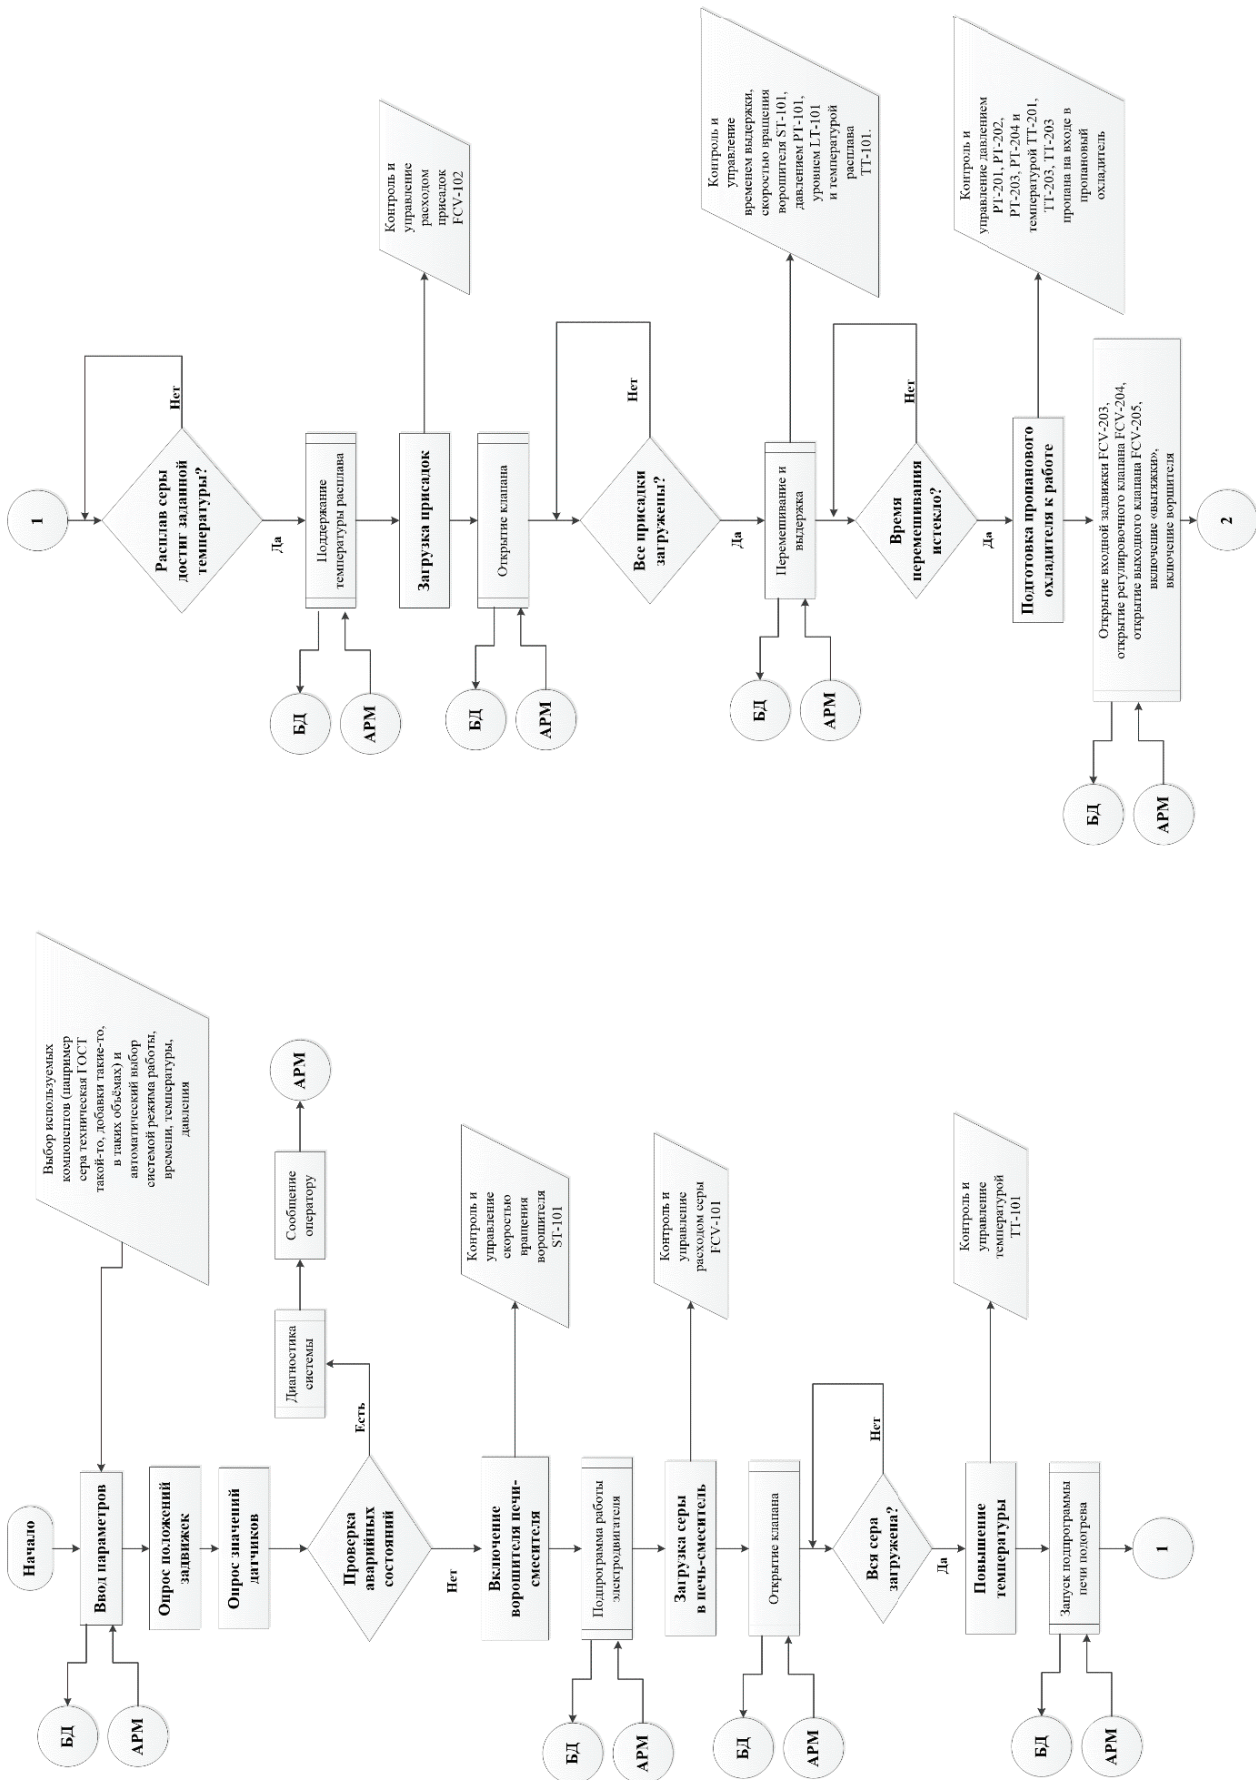 Начало
Ввод параметров
БД
АРМ
Выбор используемых
компонентов (например
сера техническая ГОСТ
такой-то, добавки такие-то,
в таких объёмах) и
автоматический выбор
системой режима работы,
времени, температуры,
давления
Опрос положений
задвижек
Опрос значений
датчиков
Проверка
аварийных
состояний
Есть
Диагностика
системы
Сообщение
оператору
АРМ
Нет
Включение
ворошителя печи-
смесителя
Контроль и
управление
скоростью
вращения
ворошителя
ST-101
Подпрограмма работы
электродвигателя
БД
АРМ
Загрузка серы
в печь-смеситель
Контроль и
управление
расходом серы
FCV-101
Открытие клапана
БД
АРМ
Вся сера
загружена?
Нет
Да
Повышение
температуры
Контроль и
управление
температурой
TT-101
Запуск подпрограммы
печи подогрева
БД
АРМ
1
1
Расплав серы
достиг заданной
температуры?
Нет
Да
Поддержание
температуры расплава
БД
АРМ
Загрузка присадок
Контроль и
управление
расходом
присадок
FCV-102
Открытие клапана
БД
АРМ
Все присадки
загружены?
Нет
Да
Перемешивание и
выдержка
БД
АРМ
Контроль и
управление
временем выдержки,
скоростью вращения
ворошителя ST-101,
давлением PT-101,
уровнем LT-101
и температурой
расплава
TT-101.
Время
перемешивания
истекло?
Нет
Да
Подготовка пропанового
охладителя к работе
Контроль и
управление давлением
PT-201, PT-202,
PT-203, PT-204 и
температурой TT-201,
TT-203, TT-203
пропана на входе в
пропановый
охладитель
Открытие входной задвижки FCV-203,
открытие регулировочного клапана FCV-204,
открытие выходного клапана FCV-205,
включение «вытяжки»,
включение воршителя
БД
АРМ
2